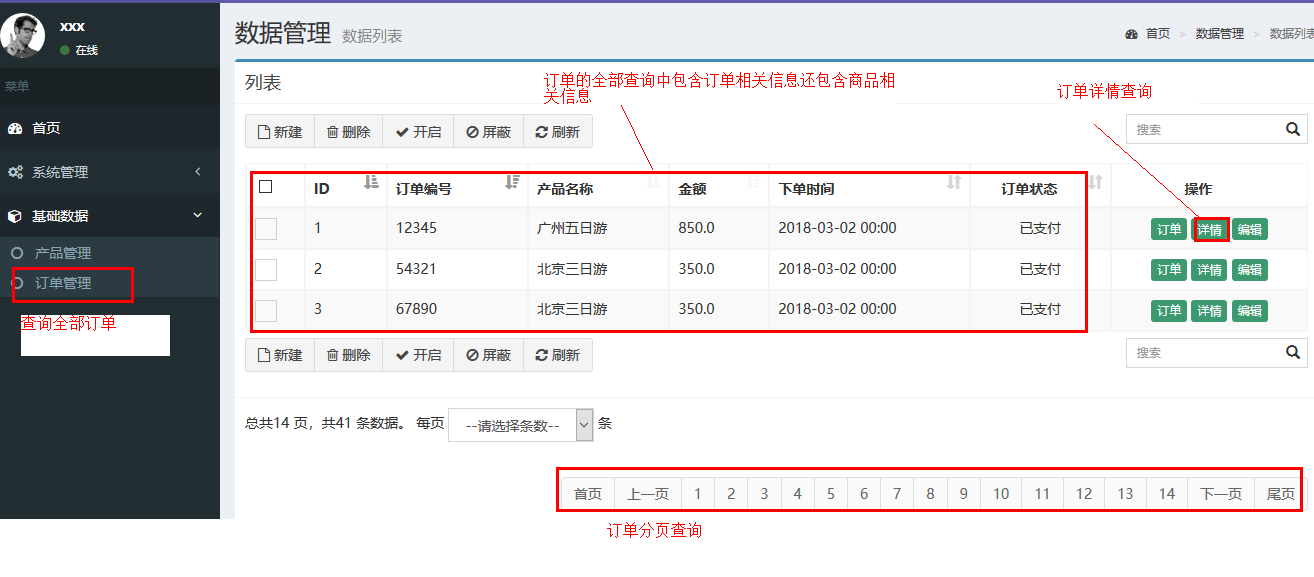 xxx
在线
数据管理 数据列表
首页 > 数据管理 > 数据列表
菜单
首页
系统管理
基础数据
产品管理
订单管理
查询全部订单
列表
订单的全部查询中包含订单相关信息还包含商品相
关信息
订单详情查询
新建 删除 开启 屏蔽 刷新
搜索
ID 订单编号 产品名称 金额 下单时间 订单状态 操作
1 12345 广州五日游 850.0 2018-03-02 00:00 已支付 订单 详情 编辑
2 54321 北京三日游 350.0 2018-03-02 00:00 已支付 订单 详情 编辑
3 67890 北京三日游 350.0 2018-03-02 00:00 已支付 订单 详情 编辑
新建 删除 开启 屏蔽 刷新
搜索
总共14 页，共41 条数据。 每页 --请选择条数-- 条
首页 上一页 1 2 3 4 5 6 7 8 9 10 11 12 13 14 下一页 尾页
订单分页查询